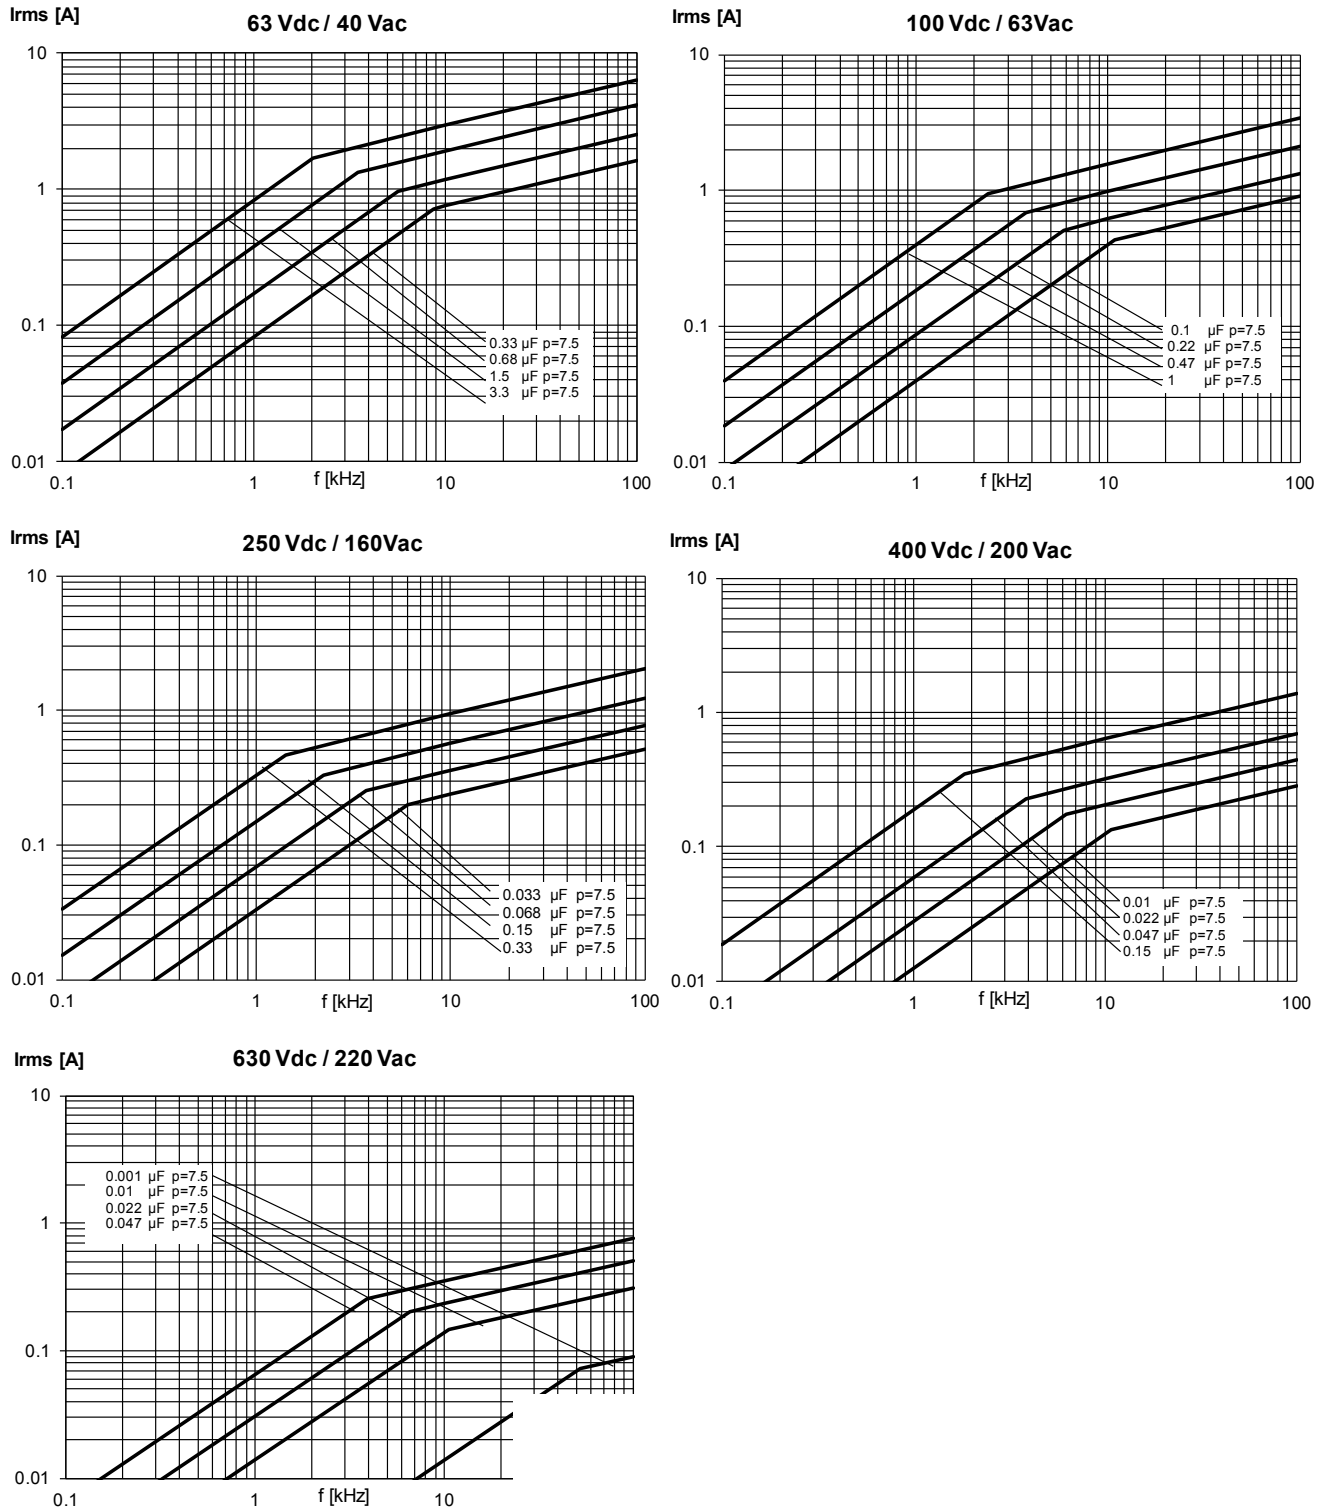 Irms [A]
63 Vdc / 40 Vac
10
1
0.1
0.01
0.33 µF p=7.5
0.68 µF p=7.5
1.5 µF p=7.5
3.3 µF p=7.5
0.1
1
f [kHz]
10
100
Irms [A]
100 Vdc / 63Vac
10
1
0.1
0.01
0.1 µF p=7.5
0.22 µF p=7.5
0.47 µF p=7.5
1 µF p=7.5
0.1
1
f [kHz]
10
100
Irms [A]
250 Vdc / 160Vac
10
1
0.1
0.01
0.033 µF p=7.5
0.068 µF p=7.5
0.15 µF p=7.5
0.33 µF p=7.5
0.1
1
f [kHz]
10
100
Irms [A]
400 Vdc / 200 Vac
10
1
0.1
0.01
0.01 µF p=7.5
0.022 µF p=7.5
0.047 µF p=7.5
0.15 µF p=7.5
0.1
1
f [kHz]
10
100
Irms [A]
630 Vdc / 220 Vac
10
0.001 µF p=7.5
0.01 µF p=7.5
0.022 µF p=7.5
0.047 µF p=7.5
1
0.1
0.01
0.1
1
f [kHz]
10